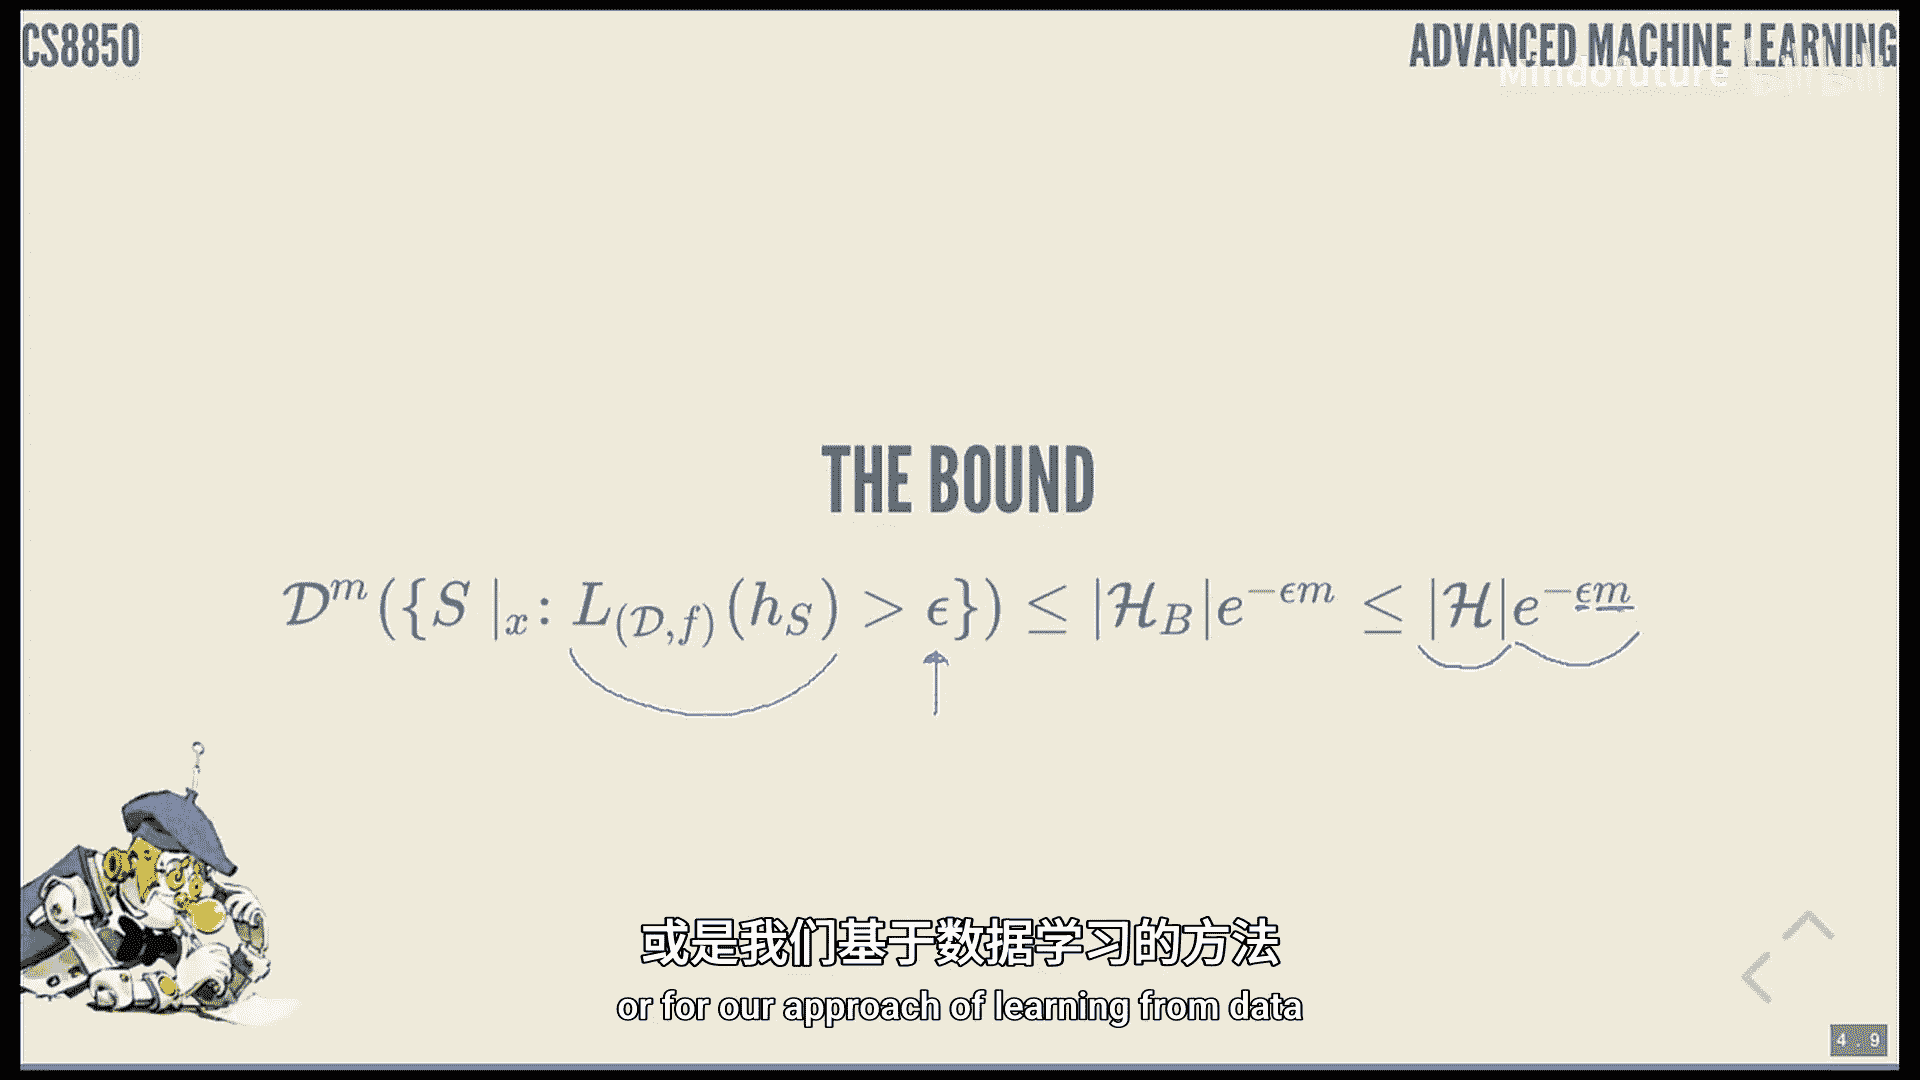 CS8850
ADVANCED MACHINE LEARNING
Mindofuture
THE BOUND
𝒟^m({S |_x: L_{(𝒟,f)}(h_S) > ϵ}) ≤ |ℋ_B|e^{−ϵm} ≤ |ℋ|e^{−ϵm}
或是我们基于数据学习的方法
or for our approach of learning from data
4 . 9